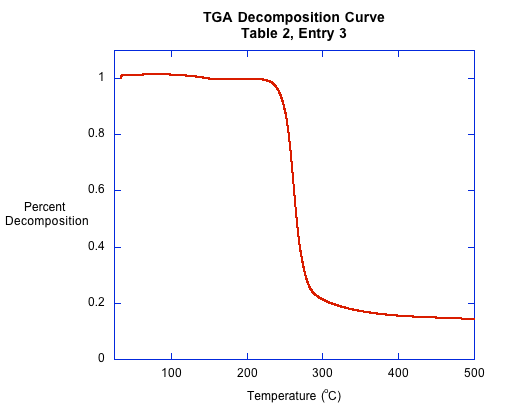 TGA Decomposition Curve
Table 2, Entry 3
1
0.8
0.6
0.4
0.2
0
Percent
Decomposition
100
200
300
400
500
Temperature (°C)